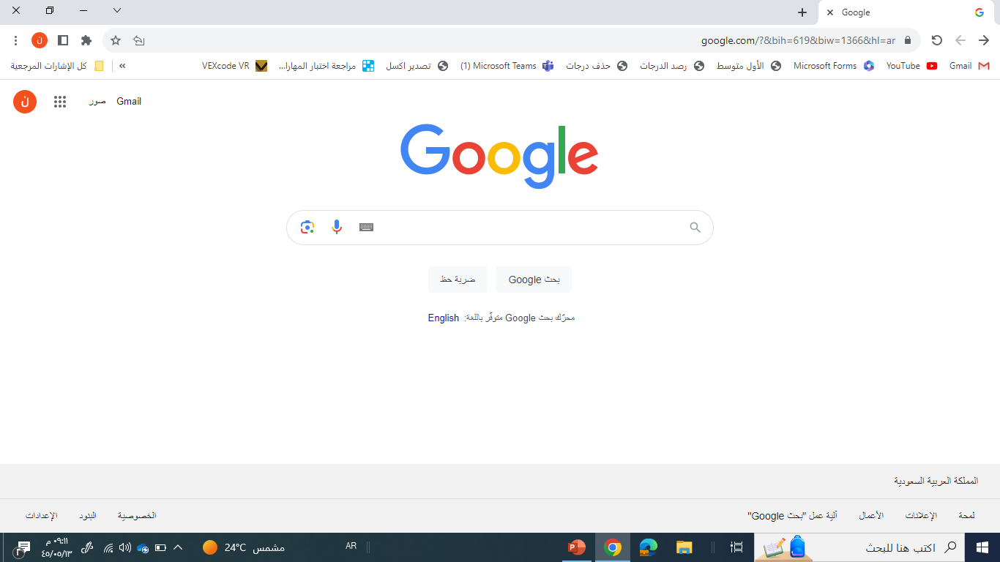 Google
google.com/?&bih=619&biw=1366&hl=ar
Gmail YouTube Microsoft Forms الأول متوسط رصد الدرجات حذف درجات (1) Microsoft Teams تصدير اكسل مراجعة اختبار المهارا... VEXcode VR » كل الإشارات المرجعية
ن
Gmail صور ن
Google
بحث Google ضربة حظ
محرّك بحث Google متوفّر باللغة: English
المملكة العربية السعودية
لمحة الإعلانات الأعمال آلية عمل "بحث Google" الخصوصية البنود الإعدادات
اكتب هنا للبحث AR مشمس 24°C ٠٩:١١ م
٤٥/٠٥/١٣
٢